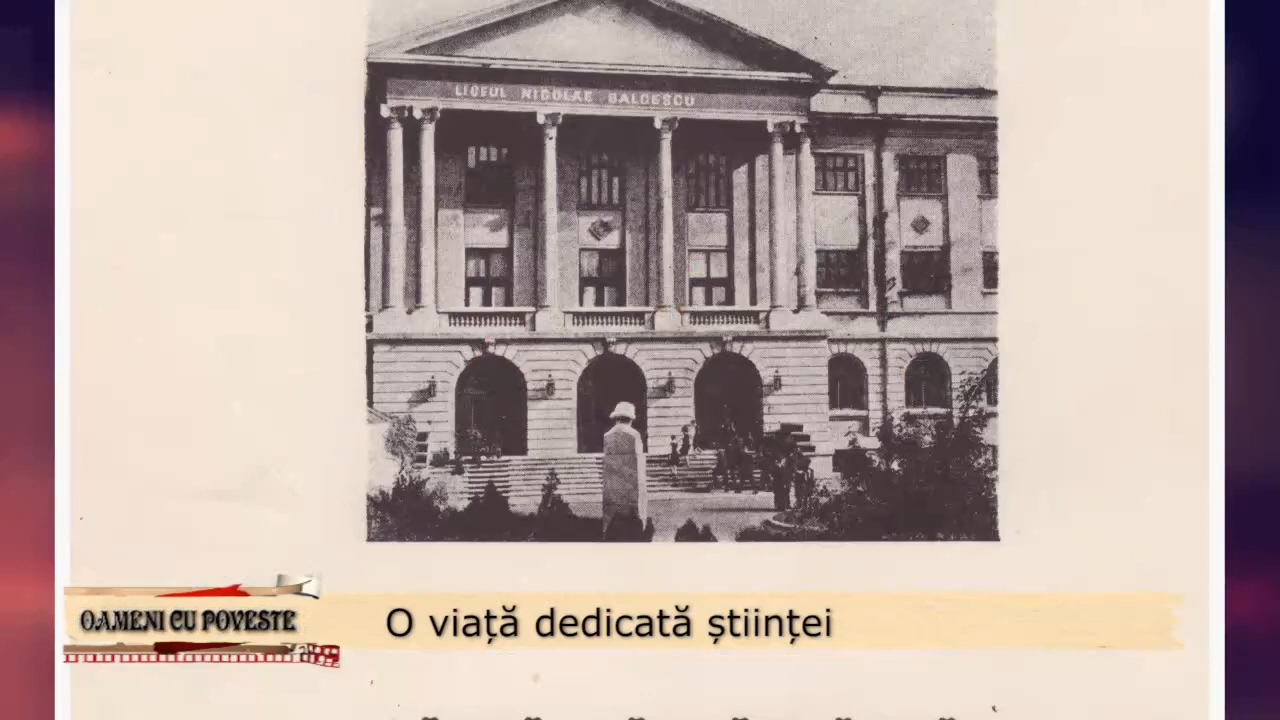 LICEUL NICOLAE BALCESCU
OAMENI CU POVESTE
O viață dedicată științei